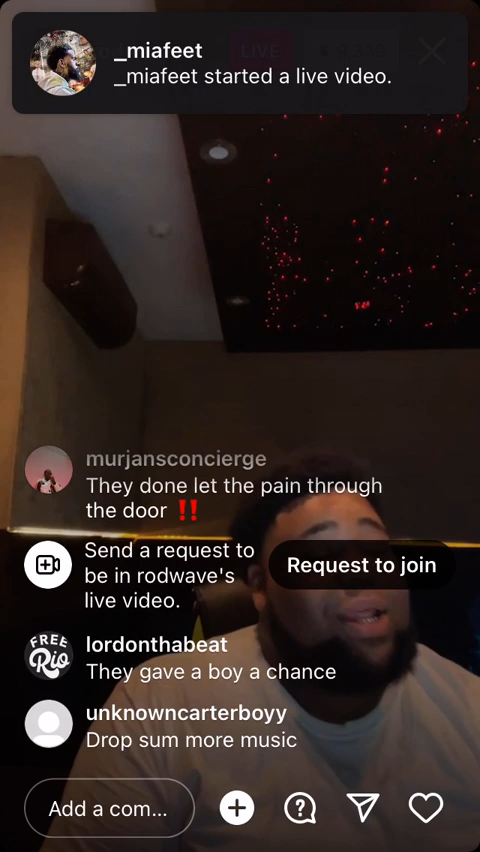 _miafeet
_miafeet started a live video.
LIVE
murjansconcierge
They done let the pain through
the door ‼️
Send a request to
be in rodwave's
live video.
Request to join
FREE
Rio
lordonthabeat
They gave a boy a chance
unknowncarterboyy
Drop sum more music
Add a com...